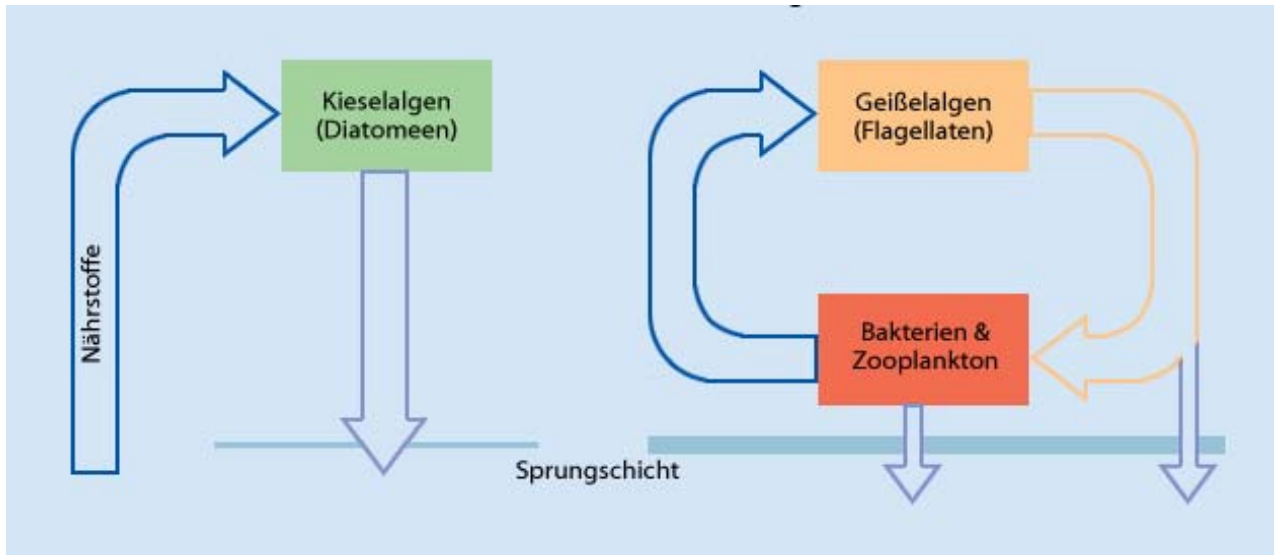 Kieselalgen
(Diatomeen)
Nährstoffe
Geißelalgen
(Flagellaten)
Bakterien &
Zooplankton
Sprungschicht